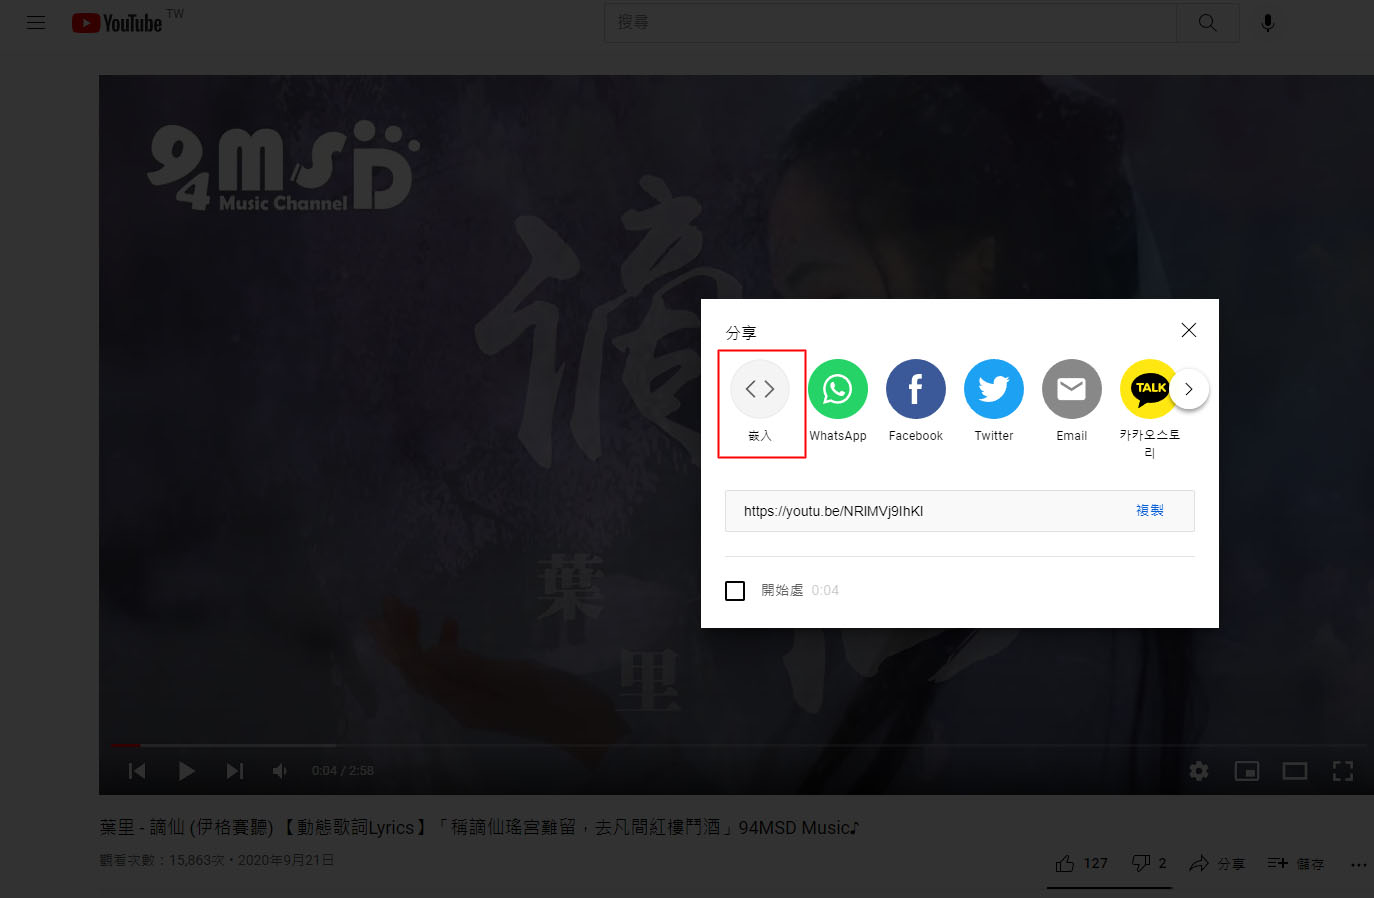 YouTube TW
搜尋
94MSD
Music Channel
謫
仙
葉
里
分享
嵌入
WhatsApp
Facebook
Twitter
Email
TALK
카카오스토
리
https://youtu.be/NRIMVj9IhKI
複製
開始處 0:04
0:04 / 2:58
葉里 - 謫仙 (伊格賽聽) 【動態歌詞Lyrics】「稱謫仙瑤宮難留，去凡間紅樓鬥酒」94MSD Music♪
觀看次數：15,863次 • 2020年9月21日
127
2
分享
儲存